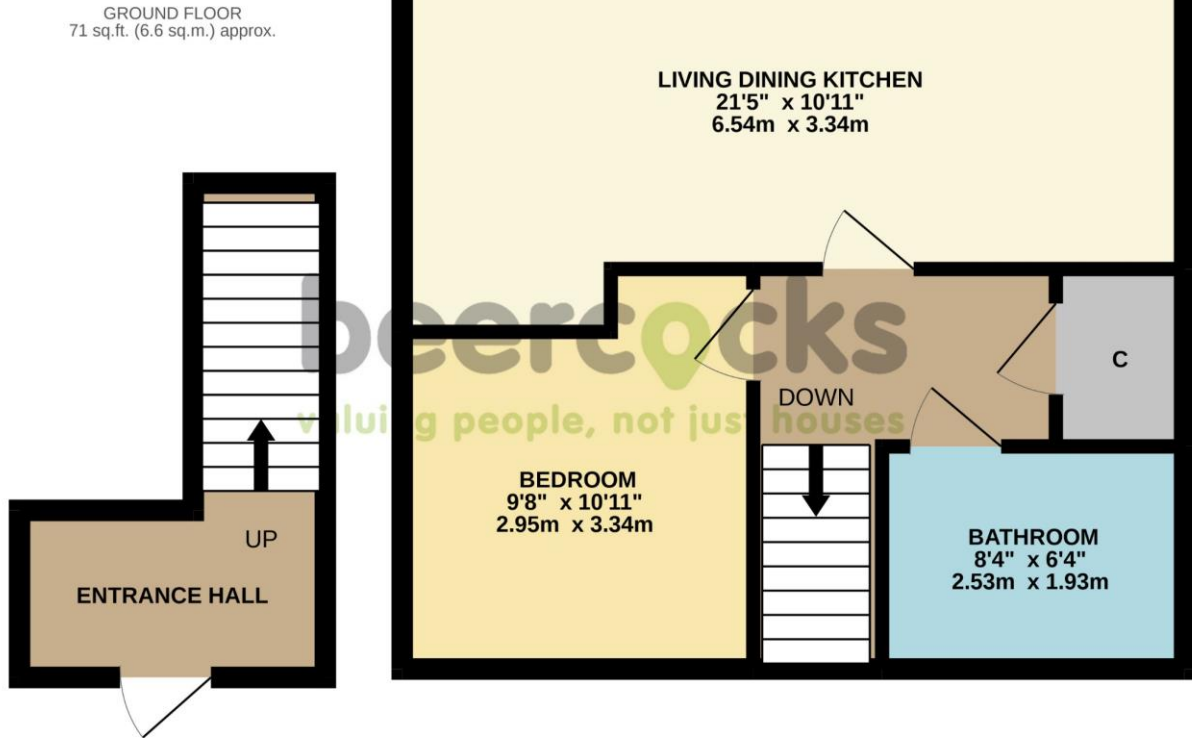 GROUND FLOOR
71 sq.ft. (6.6 sq.m.) approx.
LIVING DINING KITCHEN
21'5" x 10'11"
6.54m x 3.34m
beercocks
valuing people, not just houses
C
DOWN
BEDROOM
9'8" x 10'11"
2.95m x 3.34m
UP
ENTRANCE HALL
BATHROOM
8'4" x 6'4"
2.53m x 1.93m